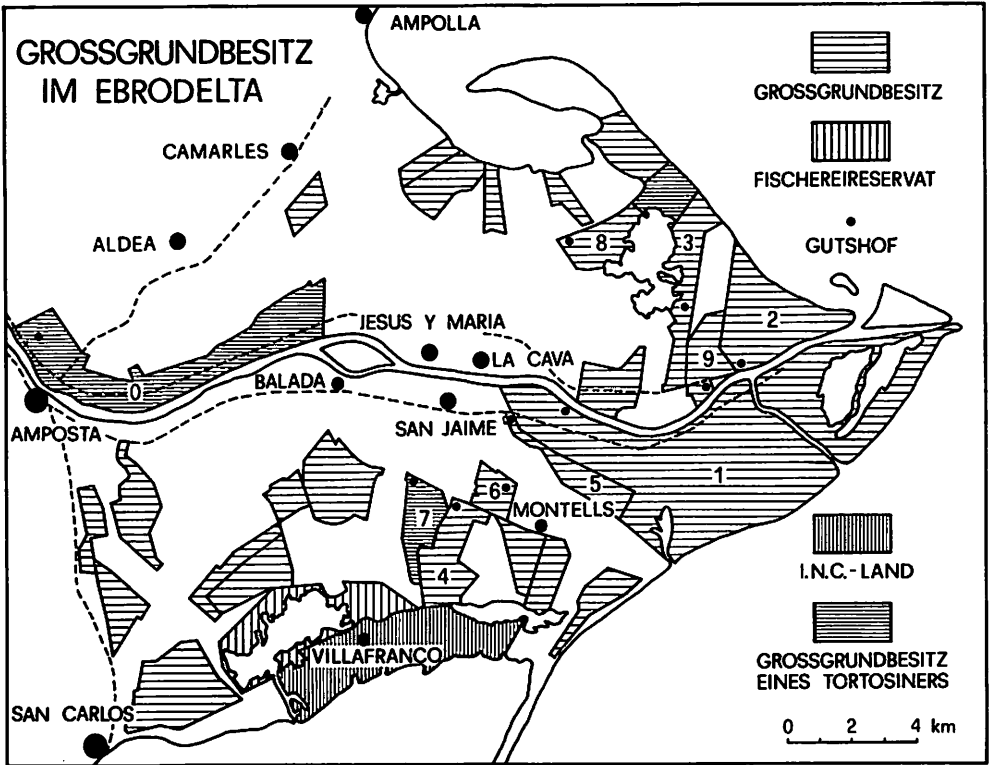 GROSSGRUNDBESITZ
IM EBRODELTA
AMPOLLA
GROSSGRUNDBESITZ
CAMARLES
FISCHEREIRESERVAT
ALDEA
GUTSHOF
8
3
2
JESUS Y MARIA
LA CAVA
9
0
BALADA
AMPOSTA
SAN JAIME
1
5
6
MONTELLS
7
4
I.N.C.-LAND
VILLAFRANCO
GROSSGRUNDBESITZ
EINES TORTOSINERS
SAN CARLOS
0 2 4 km